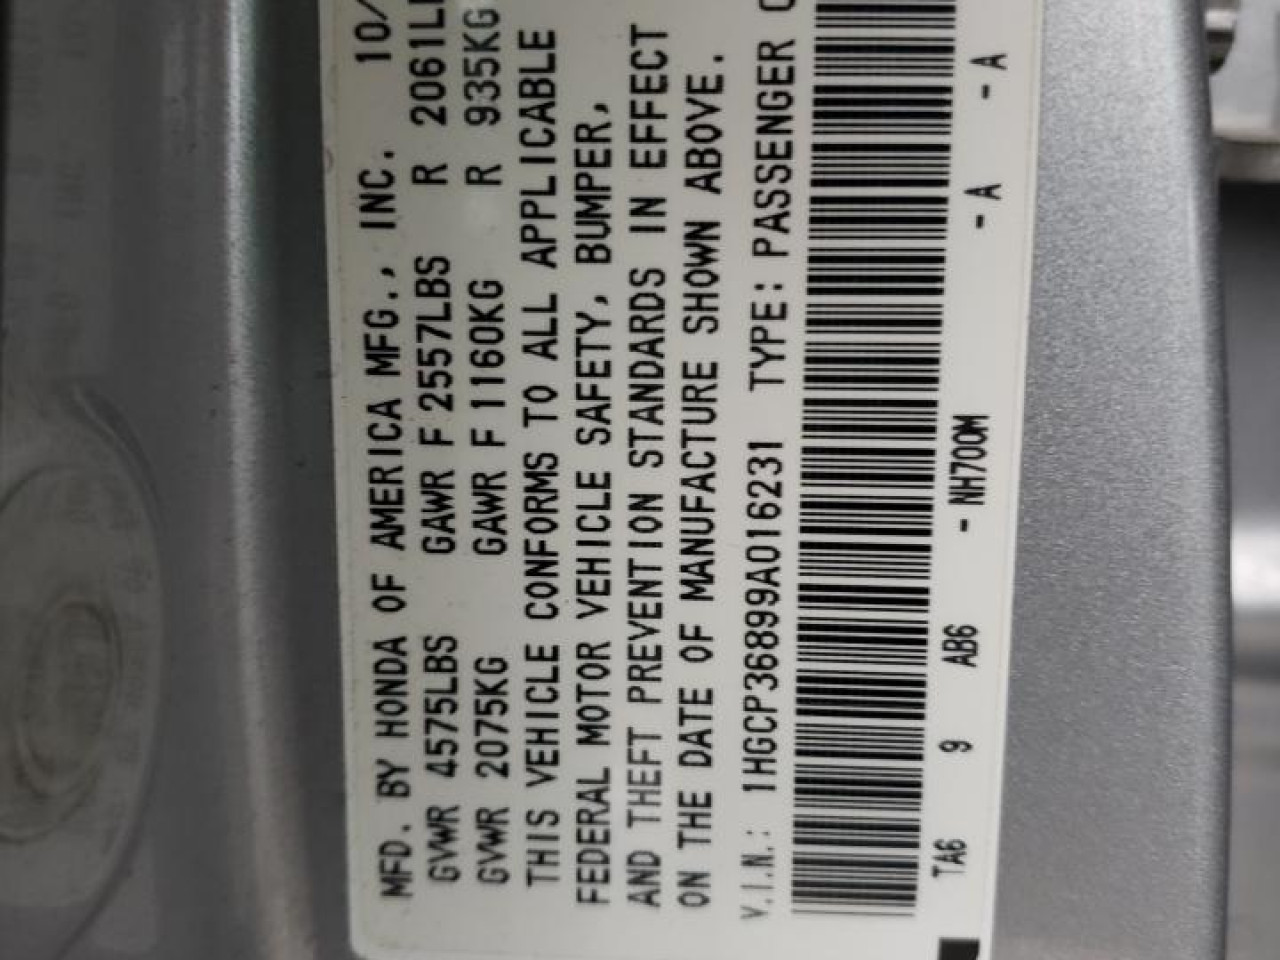 MFD. BY HONDA OF AMERICA MFG., INC. 10/
GVWR 4575LBS GAWR F 2557LBS R 2061LB
GVWR 2075KG GAWR F 1160KG R 935KG
THIS VEHICLE CONFORMS TO ALL APPLICABLE
FEDERAL MOTOR VEHICLE SAFETY, BUMPER,
AND THEFT PREVENTION STANDARDS IN EFFECT
ON THE DATE OF MANUFACTURE SHOWN ABOVE.
V.I.N.: 1HGCP36899A016231 TYPE: PASSENGER C
TA6 9 AB6 - NH700M - A - A